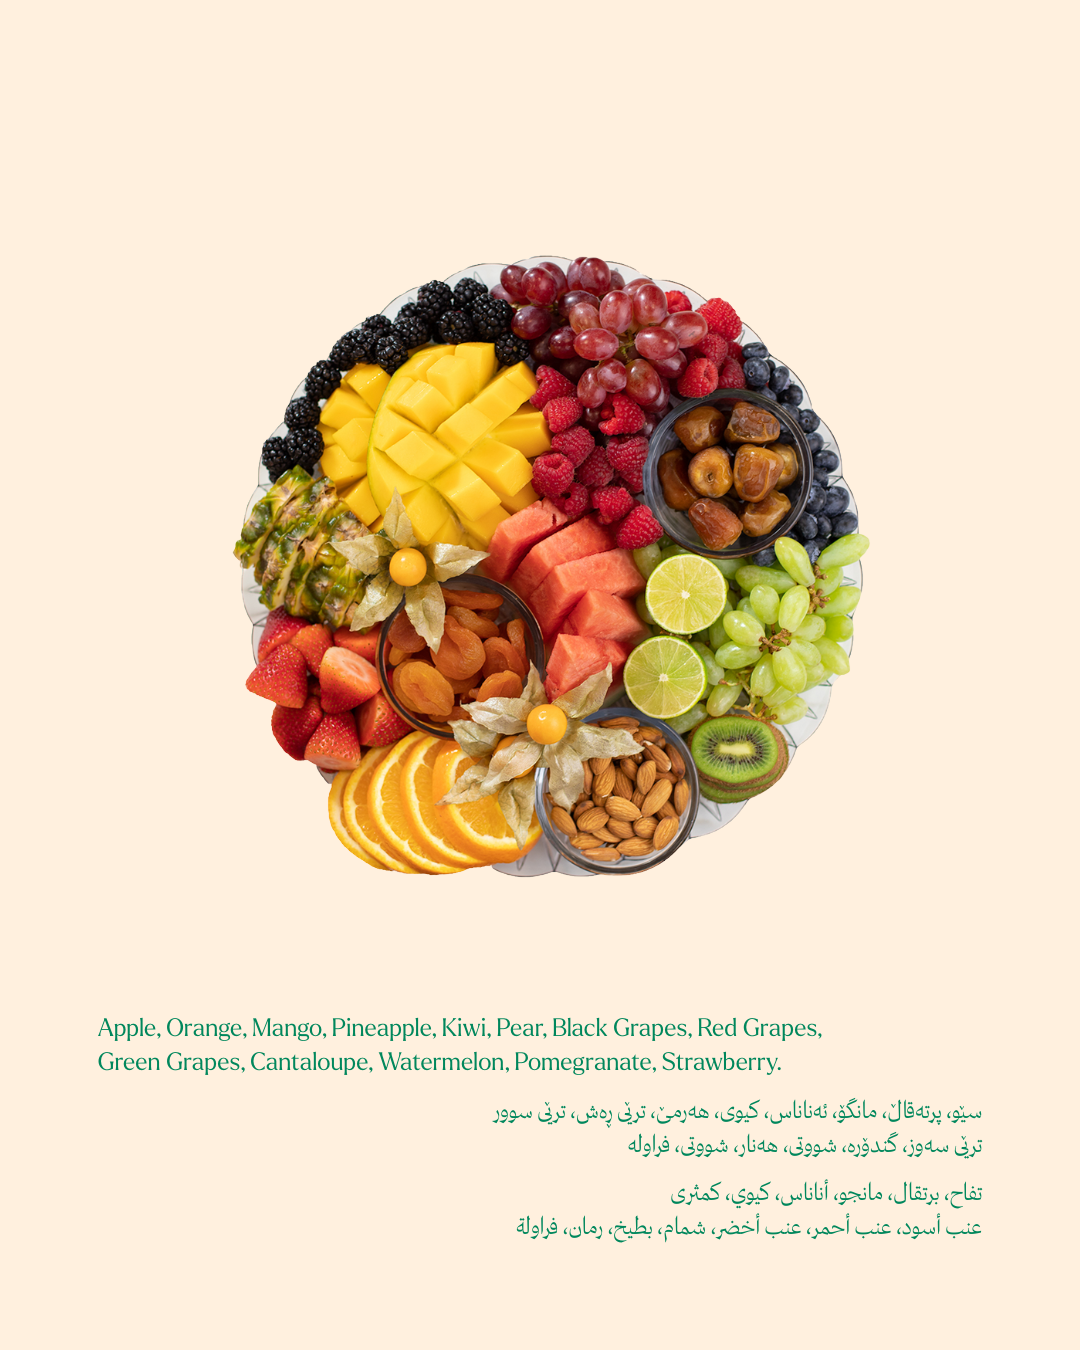 Apple, Orange, Mango, Pineapple, Kiwi, Pear, Black Grapes, Red Grapes,
Green Grapes, Cantaloupe, Watermelon, Pomegranate, Strawberry.
سێو، پرتەقاڵ، مانگۆ، ئەناناس، کیوی، هەرمێ، ترێی ڕەش، ترێی سوور
ترێی سەوز، گندۆرە، شووتی، هەنار، شووتی، فراولە
تفاح، برتقال، مانجو، أناناس، كيوي، كمثرى
عنب أسود، عنب أحمر، عنب أخضر، شمام، بطيخ، رمان، فراولة